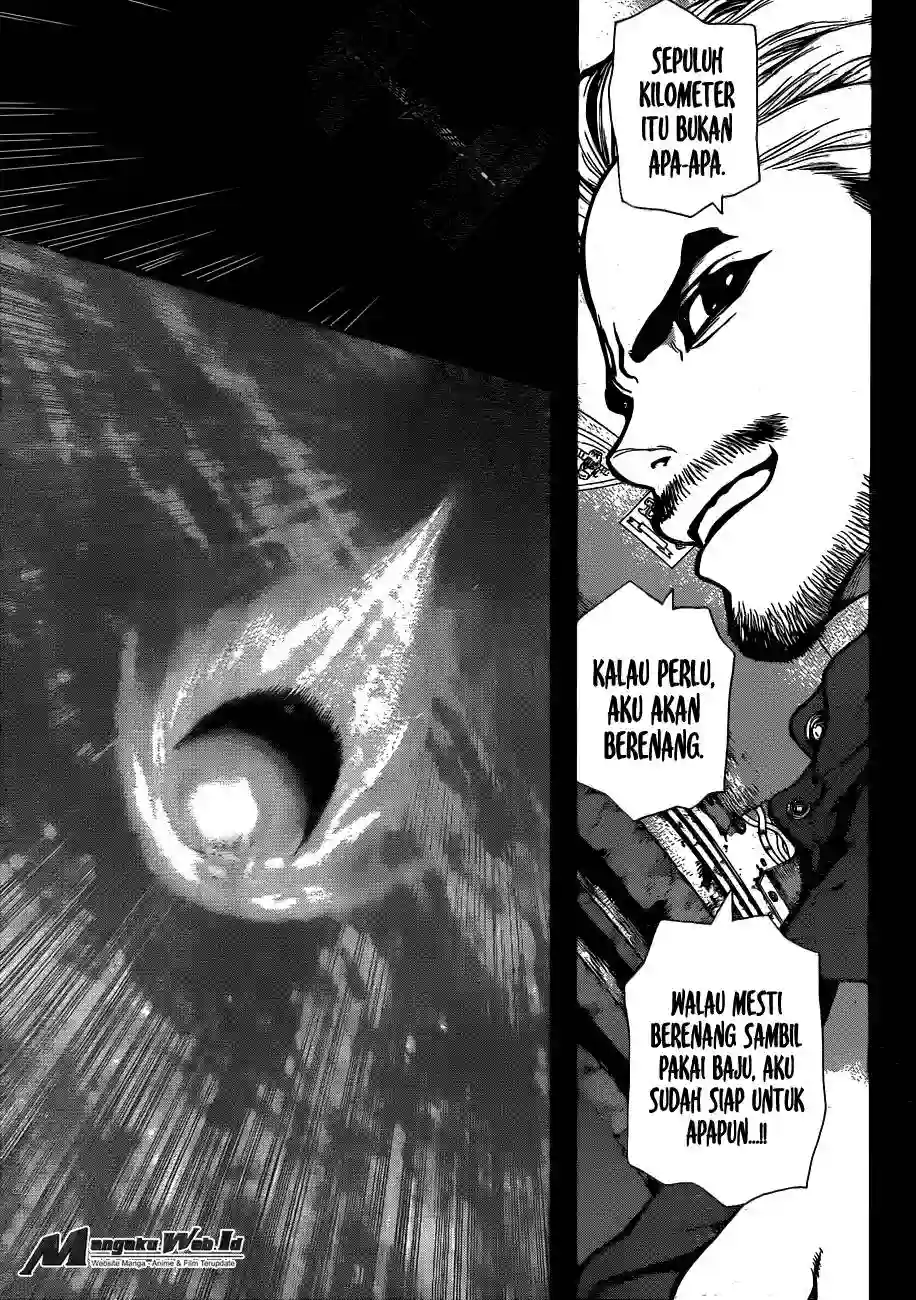 SEPULUH
KILOMETER
ITU BUKAN
APA-APA.
KALAU PERLU,
AKU AKAN
BERENANG.
WALAU MESTI
BERENANG SAMBIL
PAKAI BAJU, AKU
SUDAH SIAP UNTUK
APAPUN...!!
Mangaku Web.Id
Website Manga - Anime & Film Terupdate